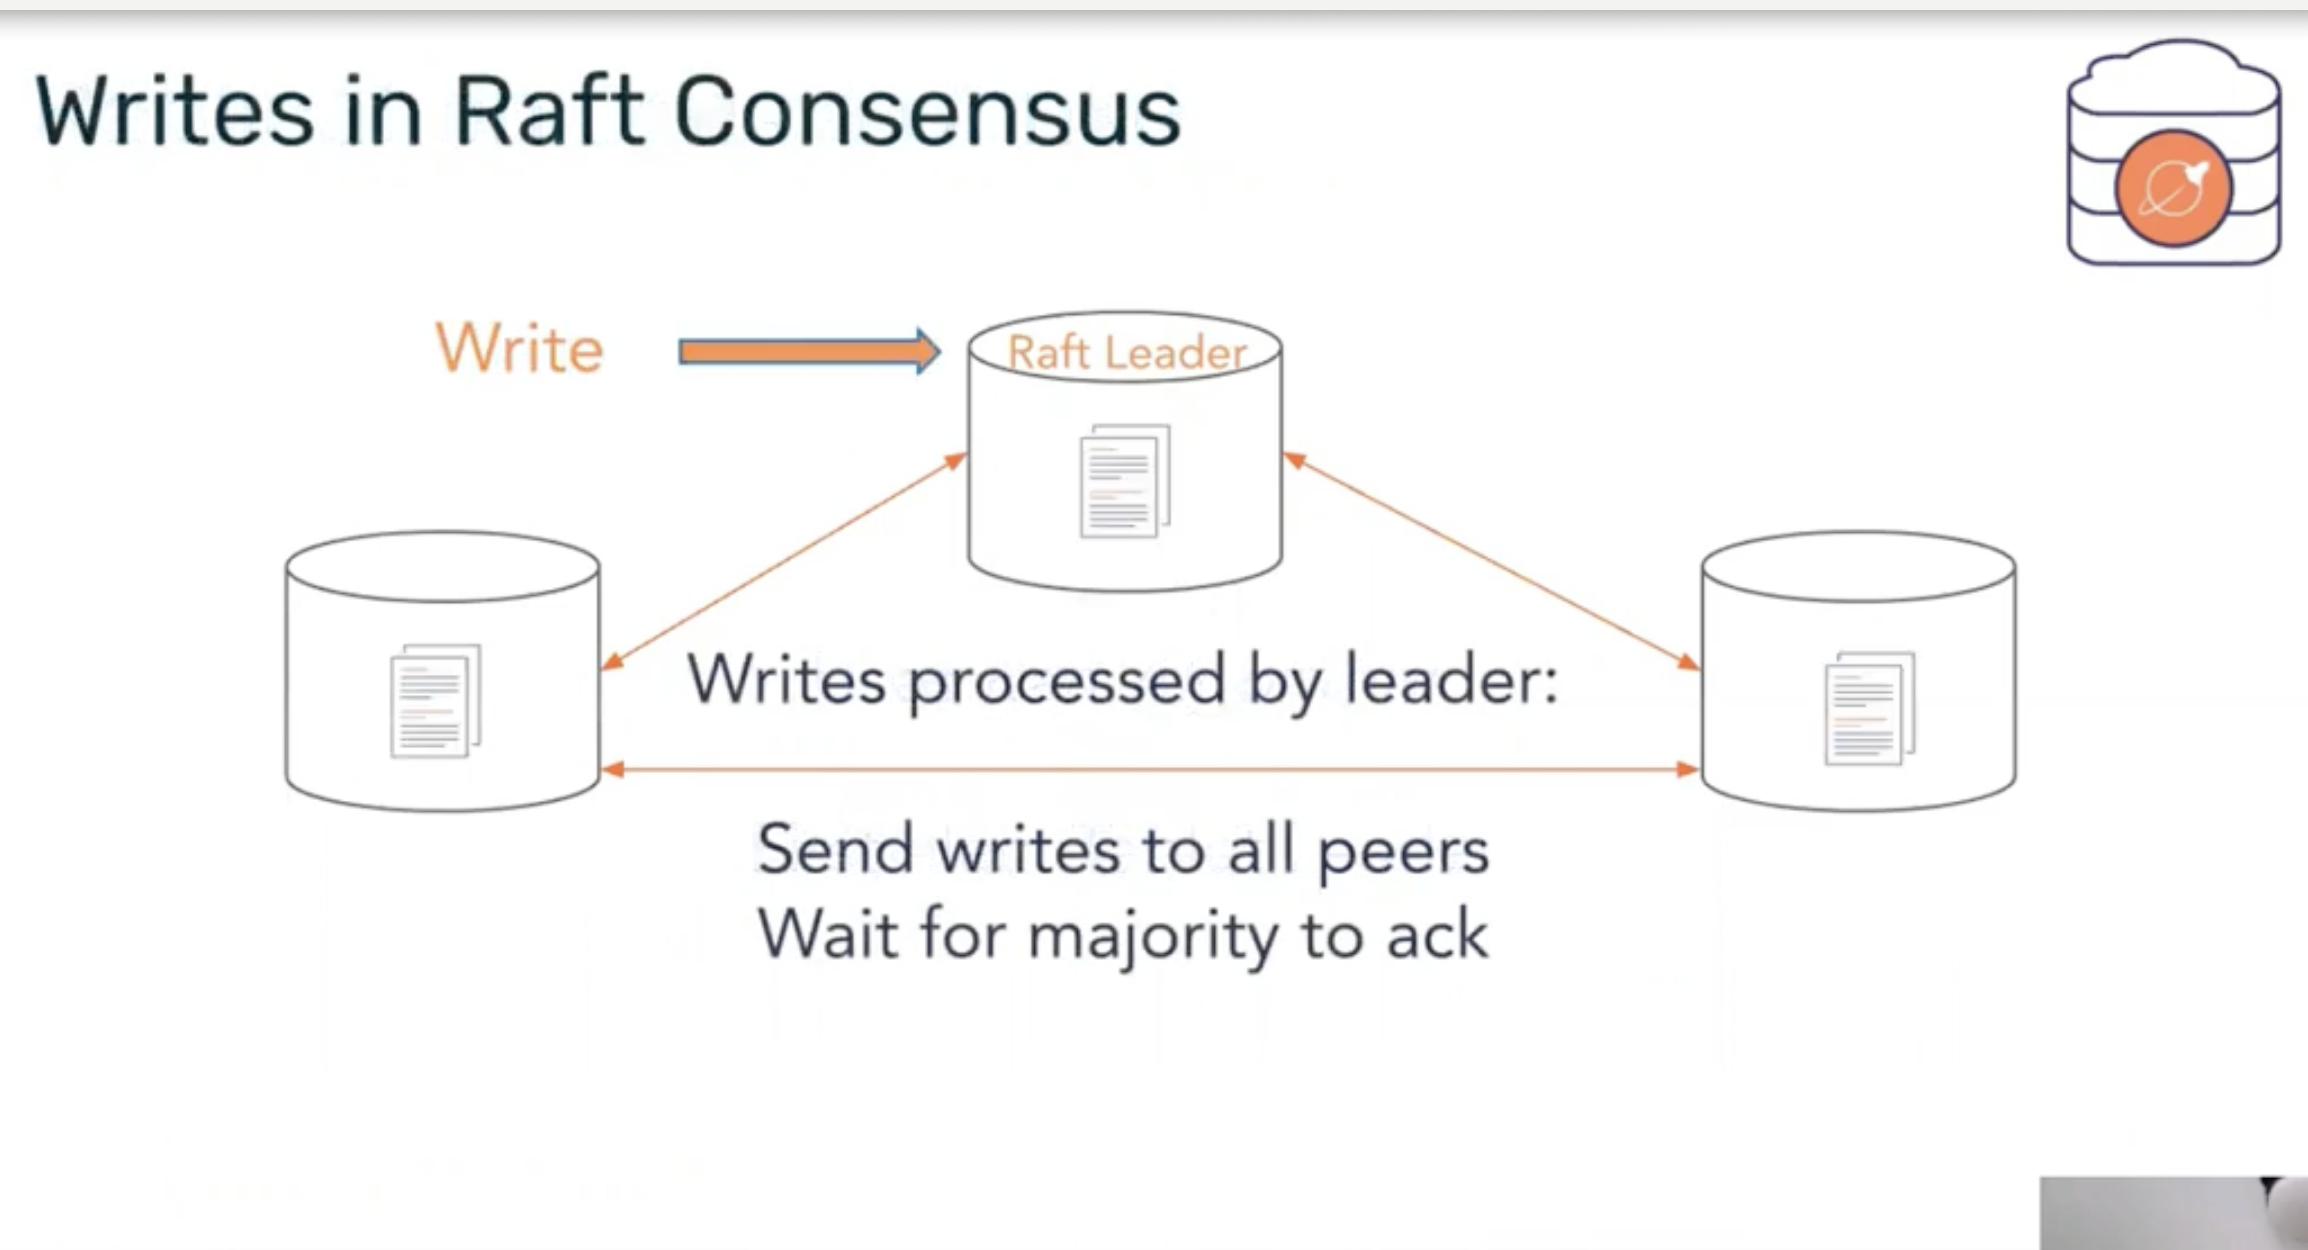 Writes in Raft Consensus
Write
Raft Leader
Writes processed by leader:
Send writes to all peers
Wait for majority to ack